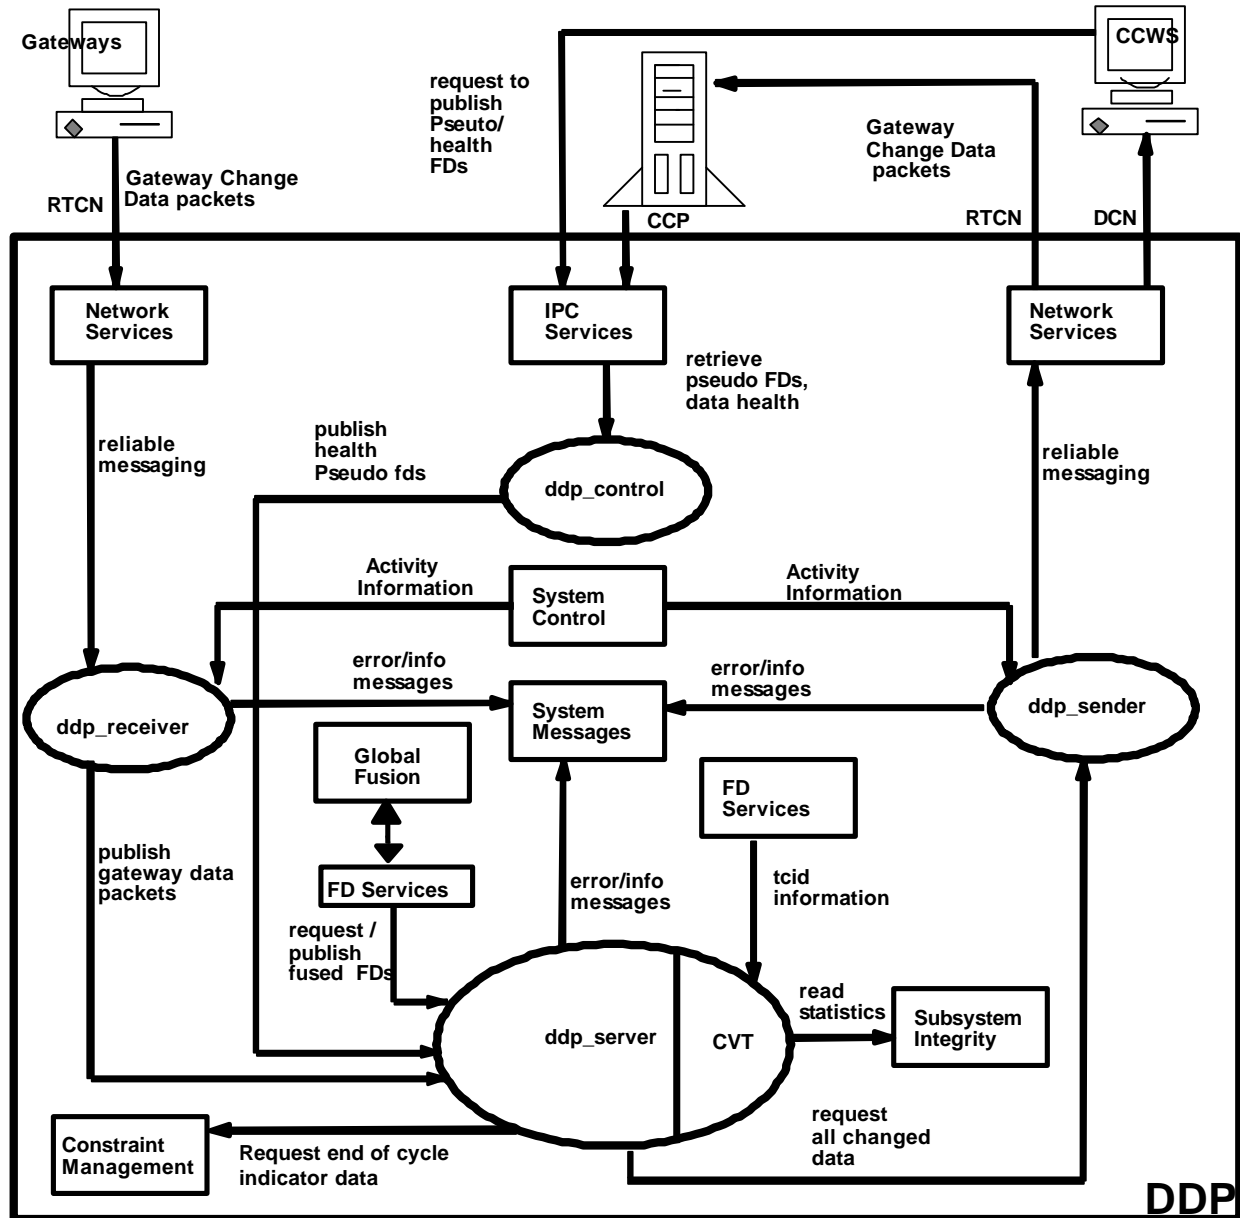 Gateways
CCWS
request to
publish
Pseuto/
health
FDs
Gateway
Change Data
packets
Gateway Change
Data packets
RTCN
CCP
RTCN
DCN
Network
Services
IPC
Services
Network
Services
retrieve
pseudo FDs,
data health
publish
health
Pseudo fds
reliable
messaging
reliable
messaging
ddp_control
Activity
Information
System
Control
Activity
Information
error/info
messages
error/info
messages
ddp_receiver
System
Messages
ddp_sender
Global
Fusion
FD
Services
publish
gateway data
packets
FD Services
error/info
messages
tcid
information
request /
publish
fused FDs
read
statistics
ddp_server
CVT
Subsystem
Integrity
request
all changed
data
Constraint
Management
Request end of cycle
indicator data
DDP